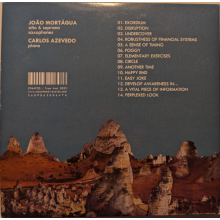 JOÃO MORTÁGUA
alto & soprano
saxophones
CARLOS AZEVEDO
piano
01. EXORDIUM
02. DISRUPTION
03. UNDERCOVER
04. ROBUSTNESS OF FINANCIAL SYSTEMS
05. A SENSE OF TIMING
06. FOGGY
07. ELEMENTARY EXERCISES
08. CIRCLE
09. ANOTHER TIME
10. HAPPY END
11. EASY JOKE
12. DEVELOP AWARENESS IN...
13. A VITAL PIECE OF INFORMATION
14. PERPLEXED LOOK